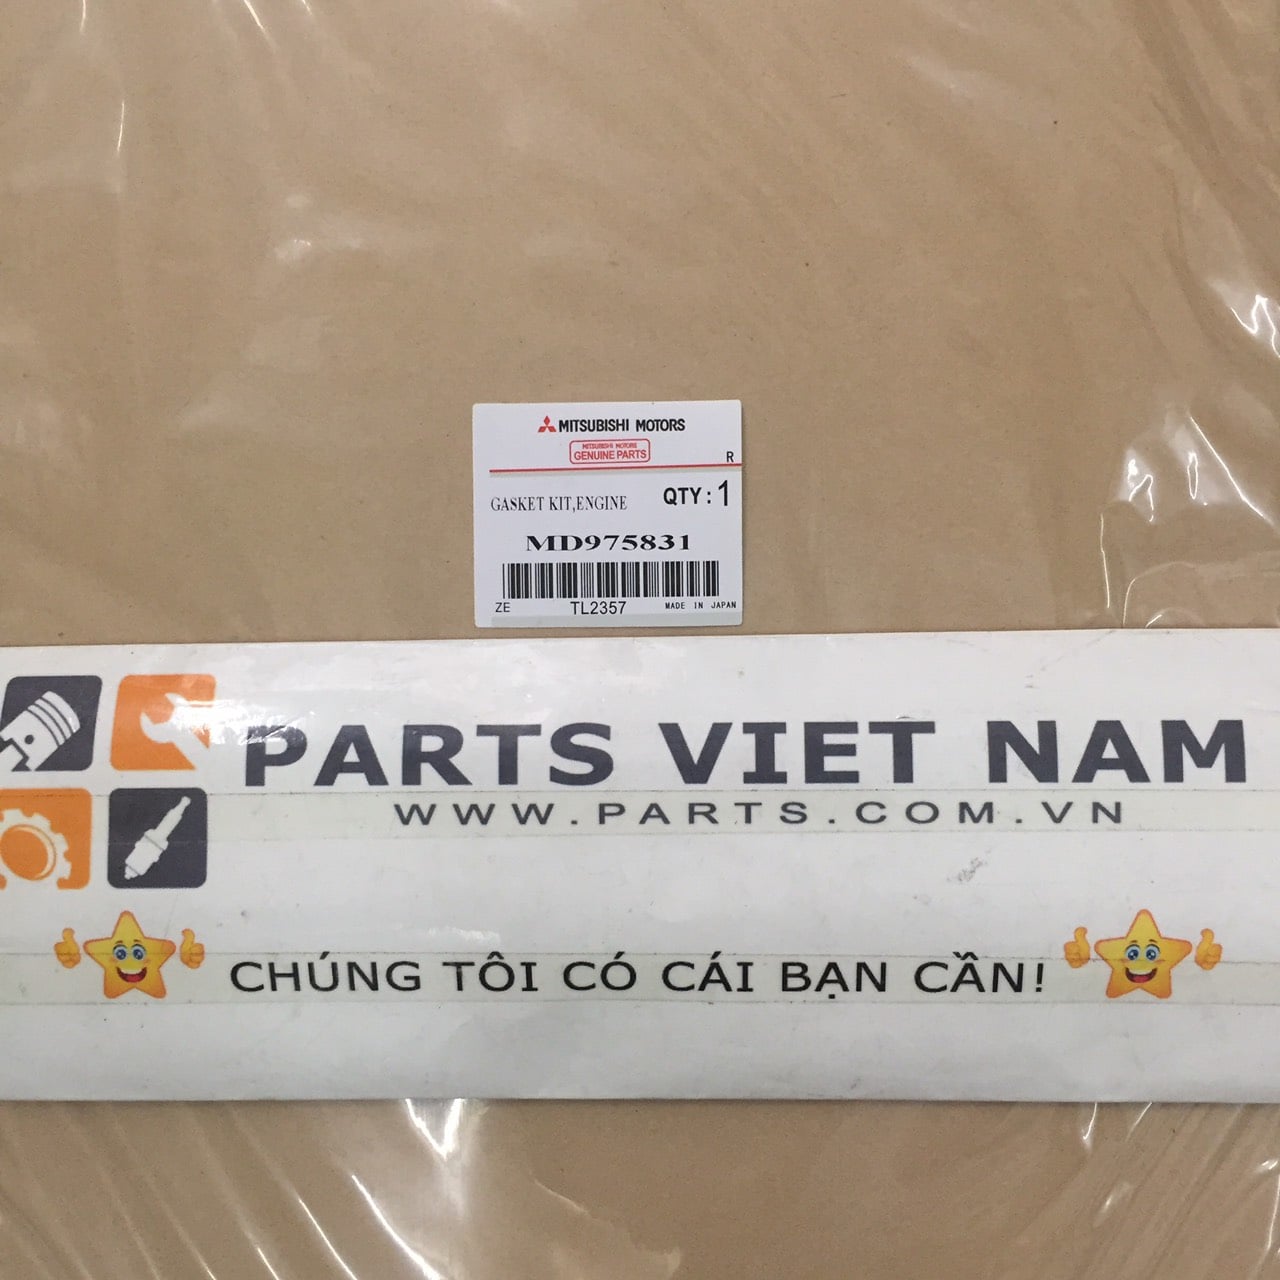 MITSUBISHI MOTORS
MITSUBISHI MOTORS
GENUINE PARTS
R
GASKET KIT,ENGINE QTY : 1
MD975831
ZE TL2357 MADE IN JAPAN
PARTS VIET NAM
WWW.PARTS.COM.VN
CHÚNG TÔI CÓ CÁI BẠN CẦN!